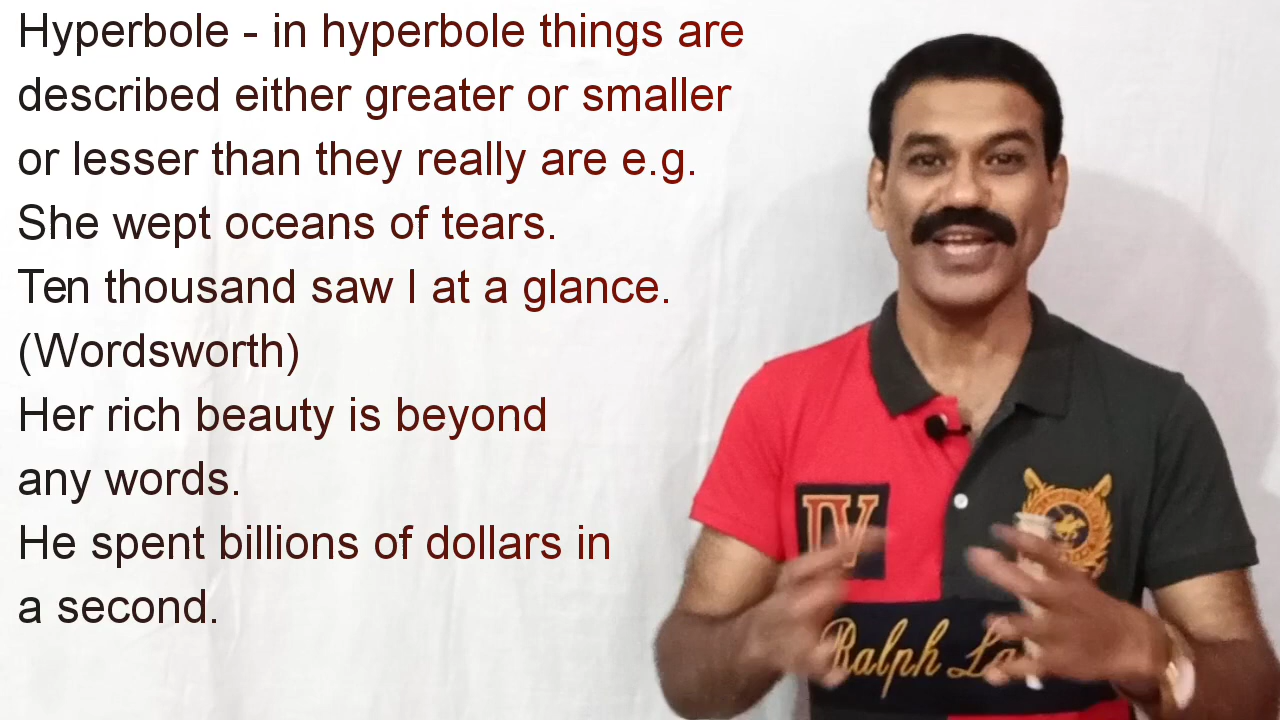 Hyperbole - in hyperbole things are
described either greater or smaller
or lesser than they really are e.g.
She wept oceans of tears.
Ten thousand saw I at a glance.
(Wordsworth)
Her rich beauty is beyond
any words.
He spent billions of dollars in
a second.
IV
Ralph La